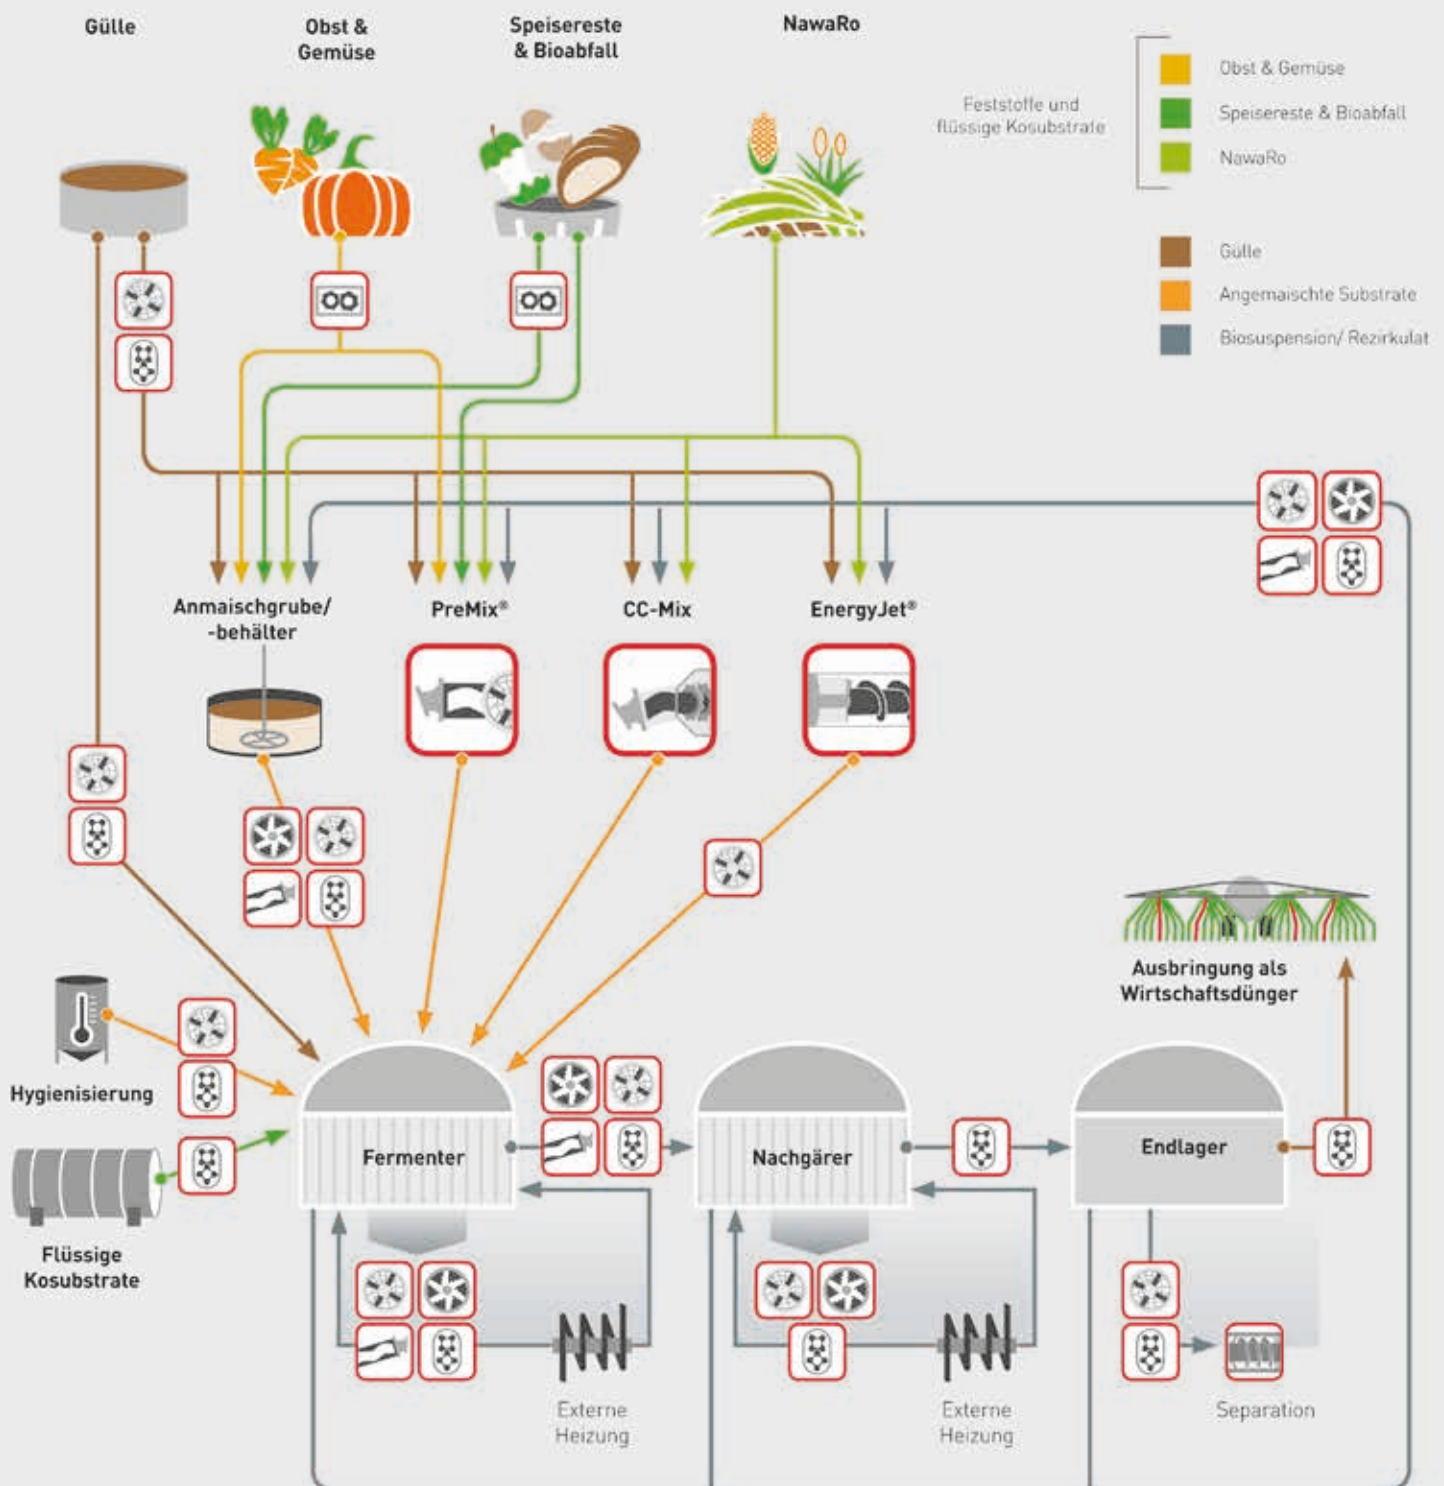 Gülle
Obst &
Gemüse
Speisereste
& Bioabfall
NawaRo
Feststoffe und
flüssige Kosubstrate
Obst & Gemüse
Speisereste & Bioabfall
NawaRo
Gülle
Angemaischte Substrate
Biosuspension/ Rezirkulat
Anmaischgrube/
-behälter
PreMix®
CC-Mix
EnergyJet®
Ausbringung als
Wirtschaftsdünger
Hygienisierung
Fermenter
Nachgärer
Endlager
Flüssige
Kosubstrate
Externe
Heizung
Externe
Heizung
Separation